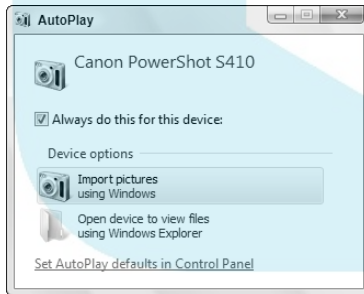 AutoPlay
Canon PowerShot S410
Always do this for this device:
Device options
Import pictures
using Windows
Open device to view files
using Windows Explorer
Set AutoPlay defaults in Control Panel